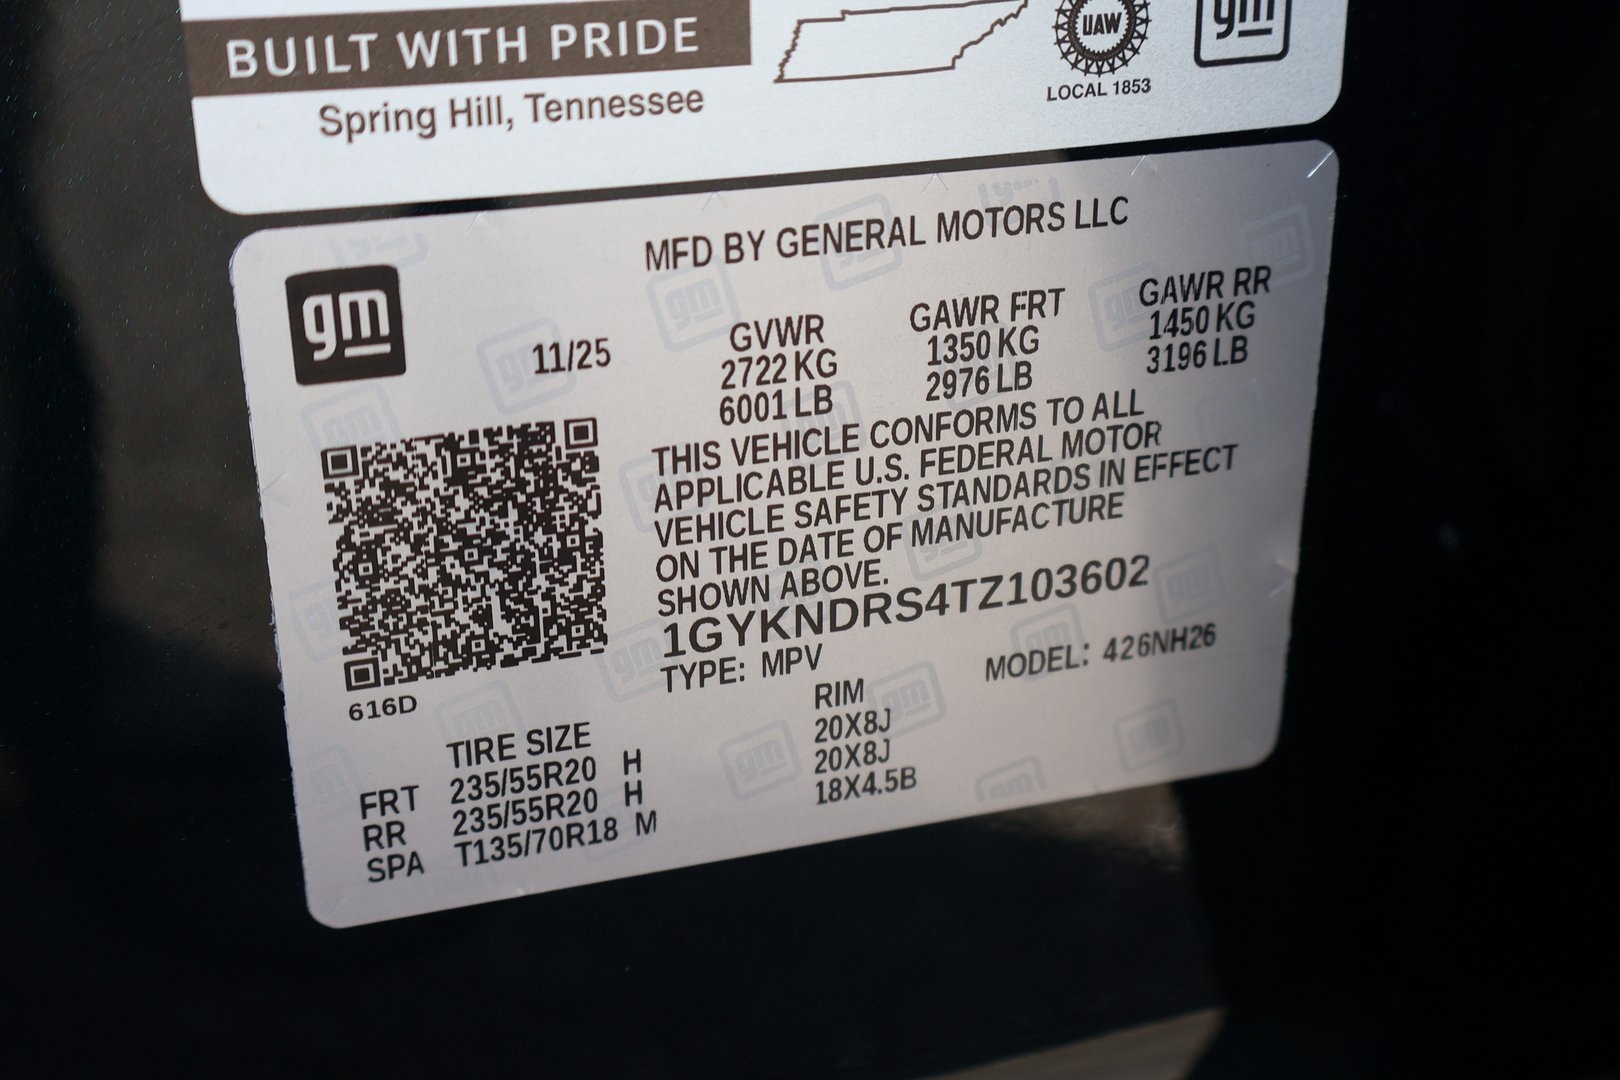 BUILT WITH PRIDE
Spring Hill, Tennessee
UAW
LOCAL 1853
gm
MFD BY GENERAL MOTORS LLC
gm
11/25
GVWR
2722 KG
6001 LB
GAWR FRT
1350 KG
2976 LB
GAWR RR
1450 KG
3196 LB
THIS VEHICLE CONFORMS TO ALL
APPLICABLE U.S. FEDERAL MOTOR
VEHICLE SAFETY STANDARDS IN EFFECT
ON THE DATE OF MANUFACTURE
SHOWN ABOVE.
1GYKNDRS4TZ103602
TYPE: MPV MODEL: 426NH26
616D
TIRE SIZE RIM
FRT 235/55R20 H 20X8J
RR 235/55R20 H 20X8J
SPA T135/70R18 M 18X4.5B